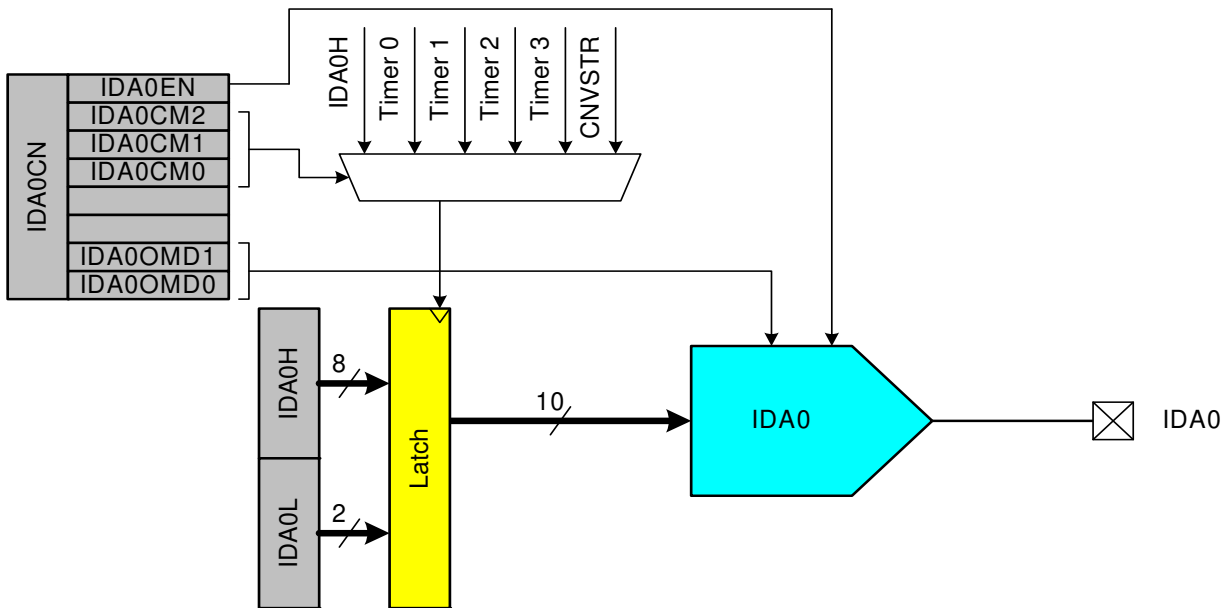 IDA0CN
IDA0EN
IDA0CM2
IDA0CM1
IDA0CM0
IDA0OMD1
IDA0OMD0
IDA0H
Timer 0
Timer 1
Timer 2
Timer 3
CNVSTR
IDA0H
8
IDA0L
2
Latch
10
IDA0
IDA0